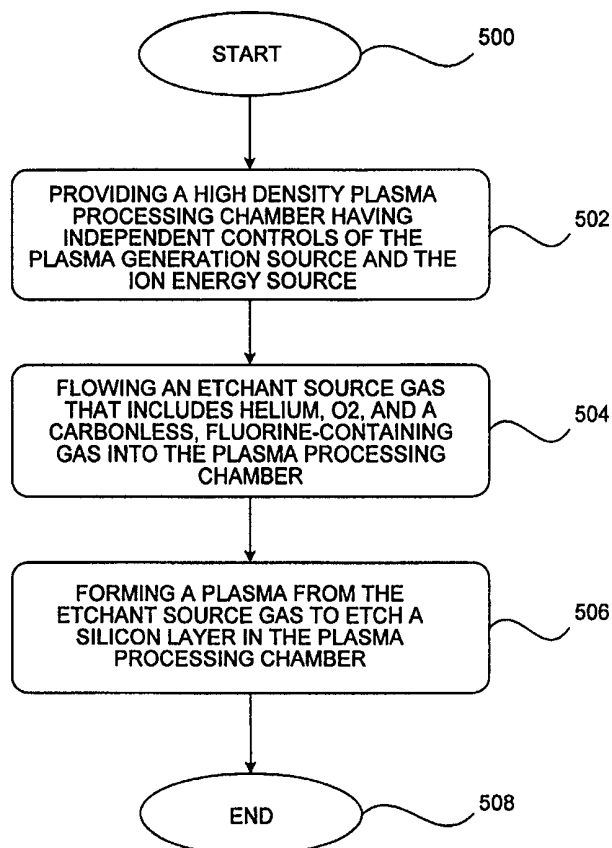 START
500
PROVIDING A HIGH DENSITY PLASMA
PROCESSING CHAMBER HAVING
INDEPENDENT CONTROLS OF THE
PLASMA GENERATION SOURCE AND THE
ION ENERGY SOURCE
502
FLOWING AN ETCHANT SOURCE GAS
THAT INCLUDES HELIUM, O2, AND A
CARBONLESS, FLUORINE-CONTAINING
GAS INTO THE PLASMA PROCESSING
CHAMBER
504
FORMING A PLASMA FROM THE
ETCHANT SOURCE GAS TO ETCH A
SILICON LAYER IN THE PLASMA
PROCESSING CHAMBER
506
END
508